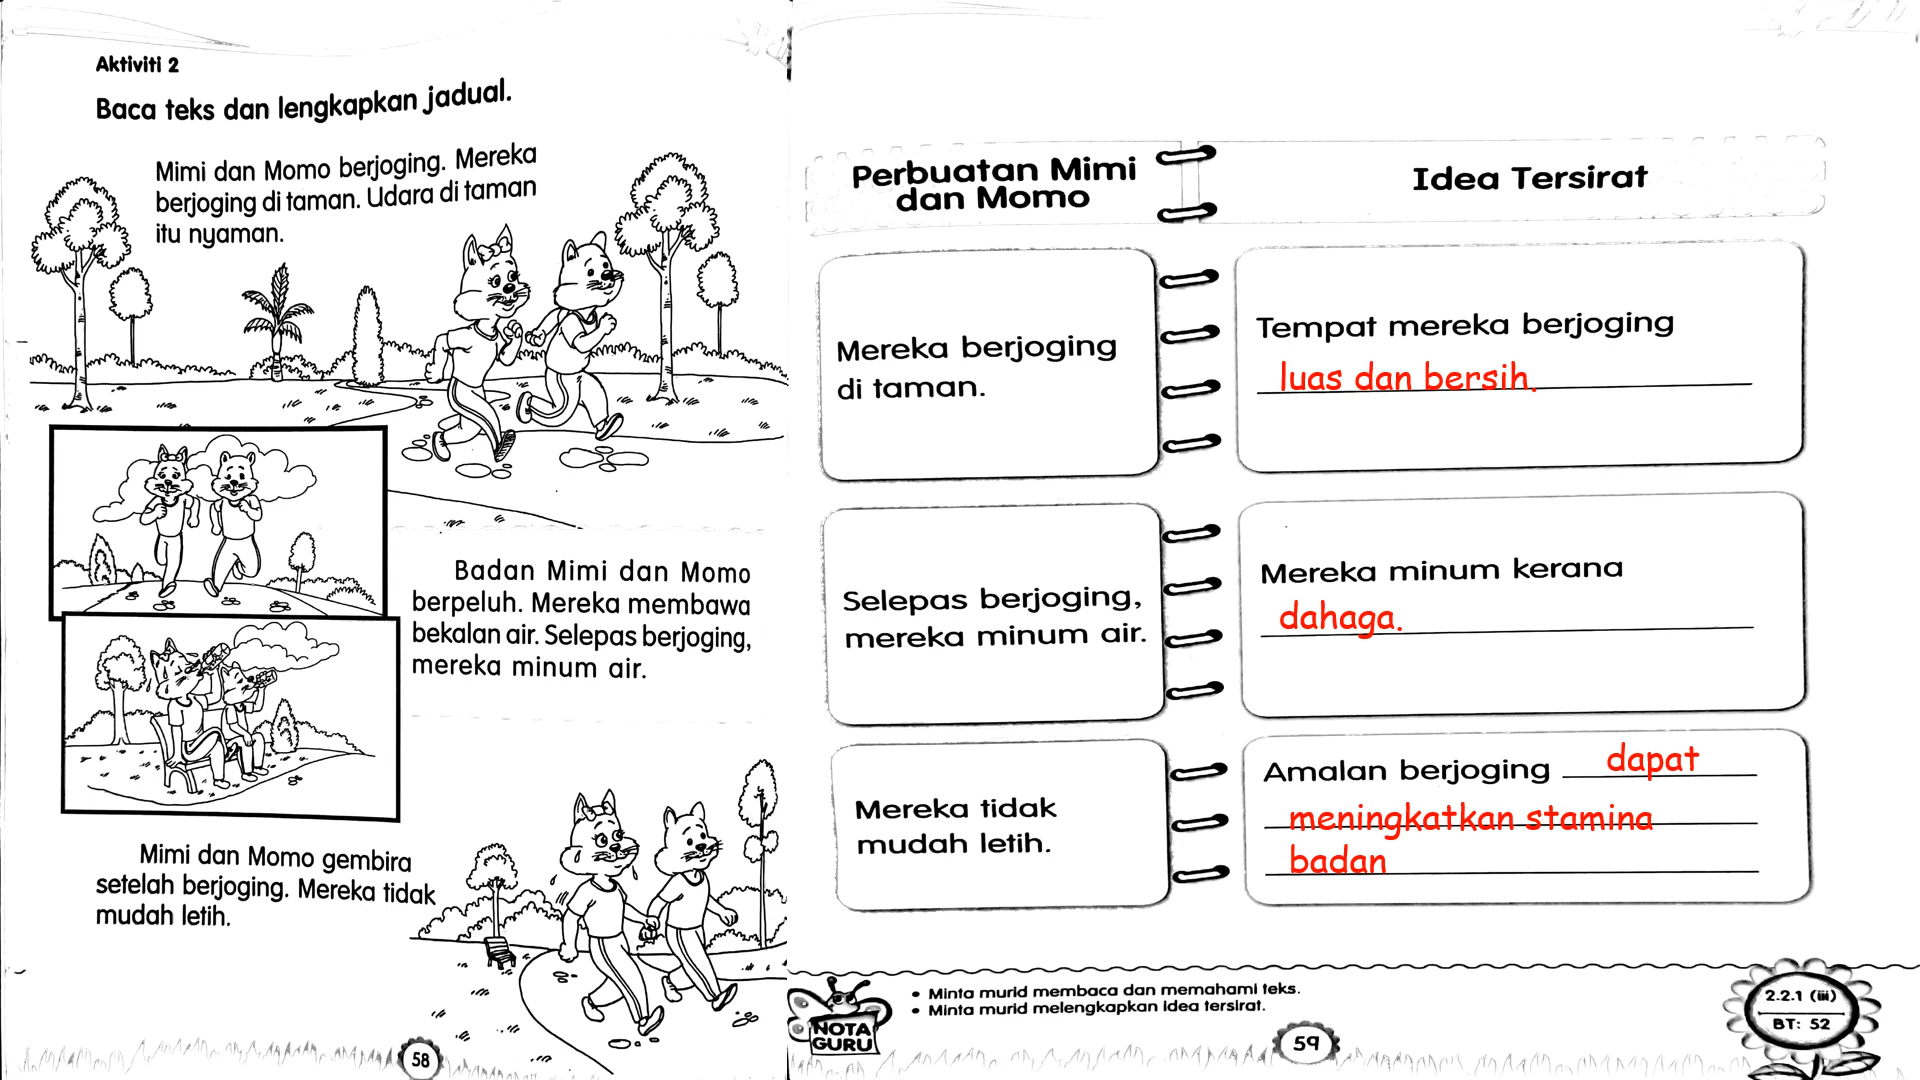 Aktiviti 2
Baca teks dan lengkapkan jadual.
Mimi dan Momo berjoging. Mereka
berjoging di taman. Udara di taman
itu nyaman.
Badan Mimi dan Momo
berpeluh. Mereka membawa
bekalan air. Selepas berjoging,
mereka minum air.
Mimi dan Momo gembira
setelah berjoging. Mereka tidak
mudah letih.
58
Perbuatan Mimi
dan Momo
Idea Tersirat
Mereka berjoging
di taman.
Tempat mereka berjoging
luas dan bersih.
Selepas berjoging,
mereka minum air.
Mereka minum kerana
dahaga.
Mereka tidak
mudah letih.
Amalan berjoging dapat
meningkatkan stamina
badan
NOTA
GURU
• Minta murid membaca dan memahami teks.
• Minta murid melengkapkan idea tersirat.
59
2.2.1 (iii)
BT: 52